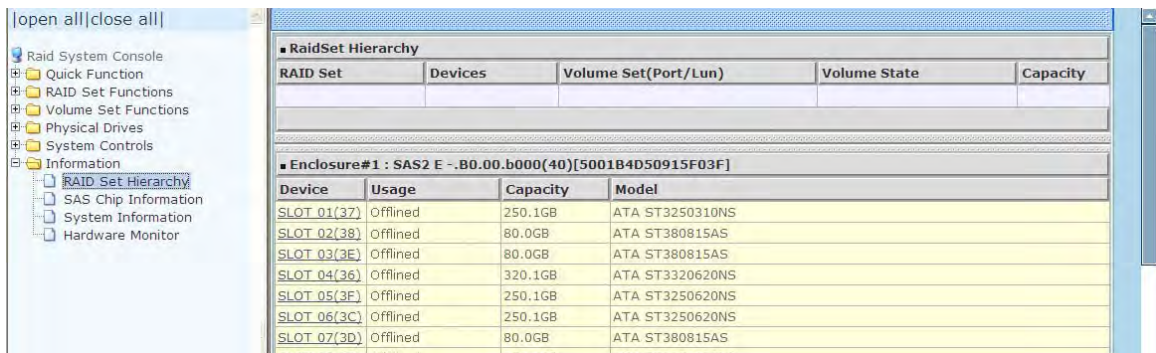 |open all|close all|
Raid System Console
Quick Function
RAID Set Functions
Volume Set Functions
Physical Drives
System Controls
Information
RAID Set Hierarchy
SAS Chip Information
System Information
Hardware Monitor
RaidSet Hierarchy
RAID Set Devices Volume Set(Port/Lun) Volume State Capacity
Enclosure#1 : SAS2 E -.B0.00.b000(40)[5001B4D50915F03F]
Device Usage Capacity Model
SLOT 01(37) Offlined 250.1GB ATA ST3250310NS
SLOT 02(38) Offlined 80.0GB ATA ST380815AS
SLOT 03(3E) Offlined 80.0GB ATA ST380815AS
SLOT 04(36) Offlined 320.1GB ATA ST3320620NS
SLOT 05(3F) Offlined 250.1GB ATA ST3250620NS
SLOT 06(3C) Offlined 250.1GB ATA ST3250620NS
SLOT 07(3D) Offlined 80.0GB ATA ST380815AS